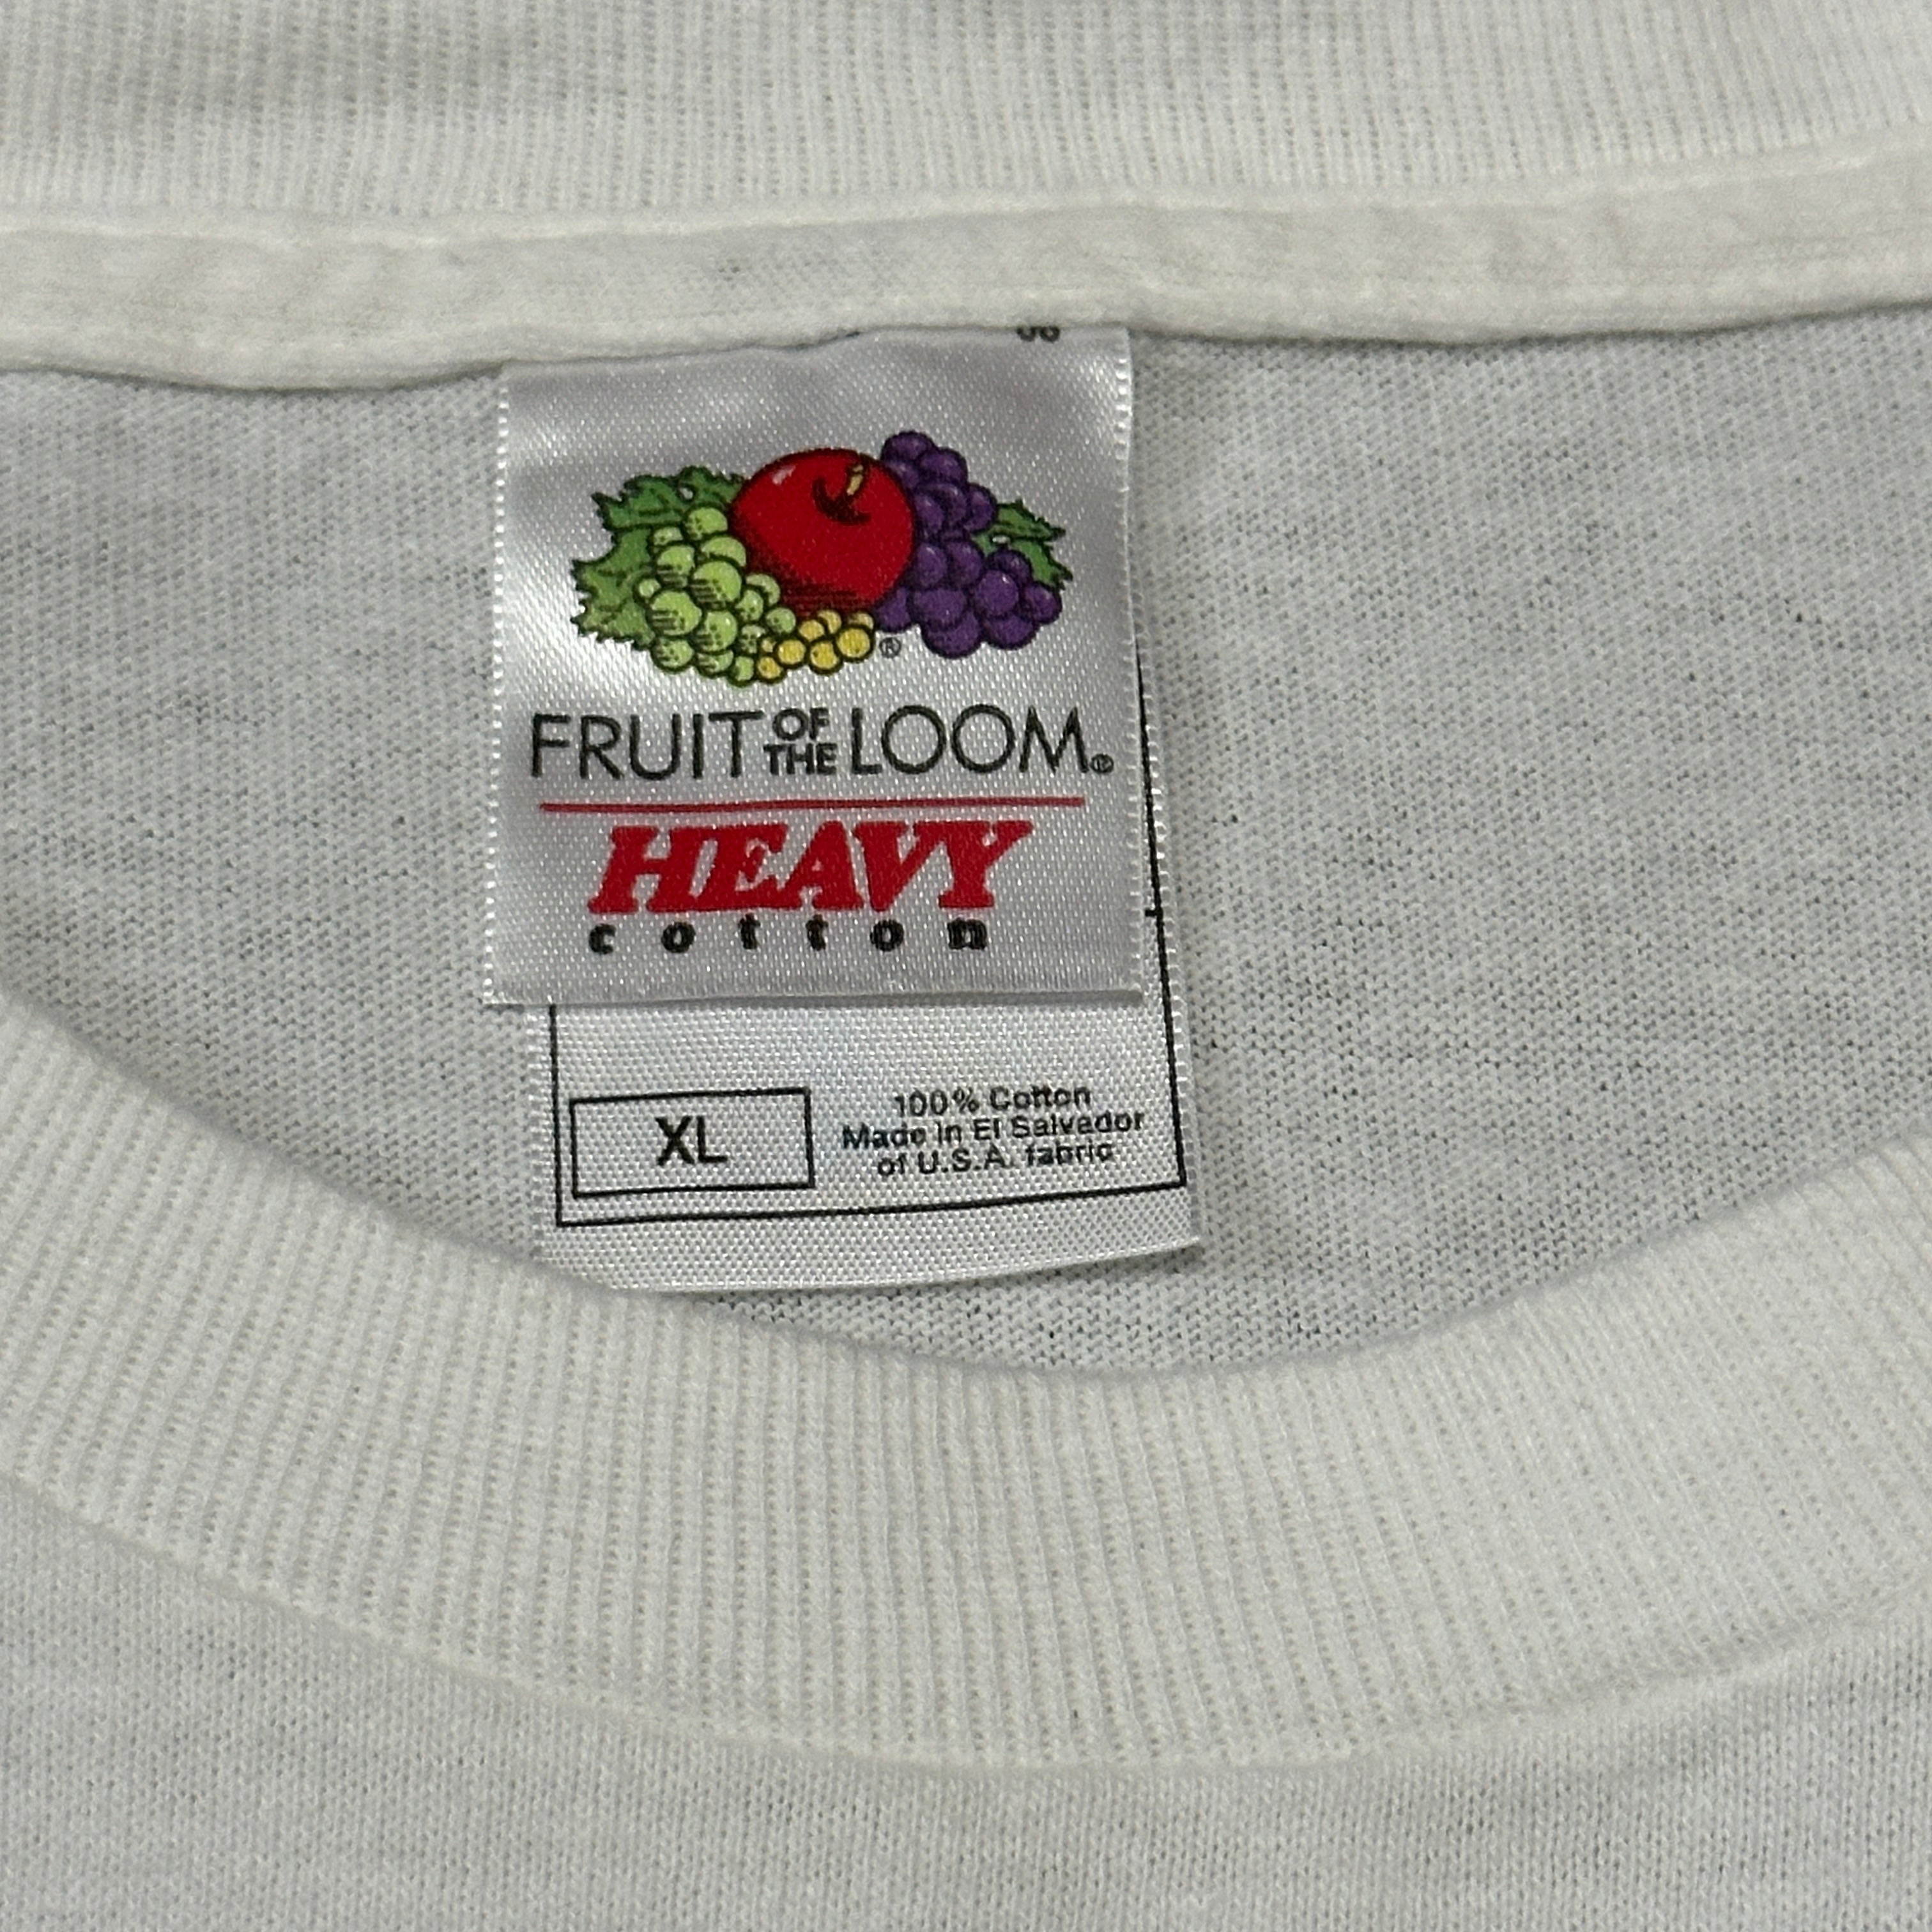 ®
FRUIT OF THE LOOM®
HEAVY
cotton
XL
100% Cotton
Made in El Salvador
of U.S.A. fabric